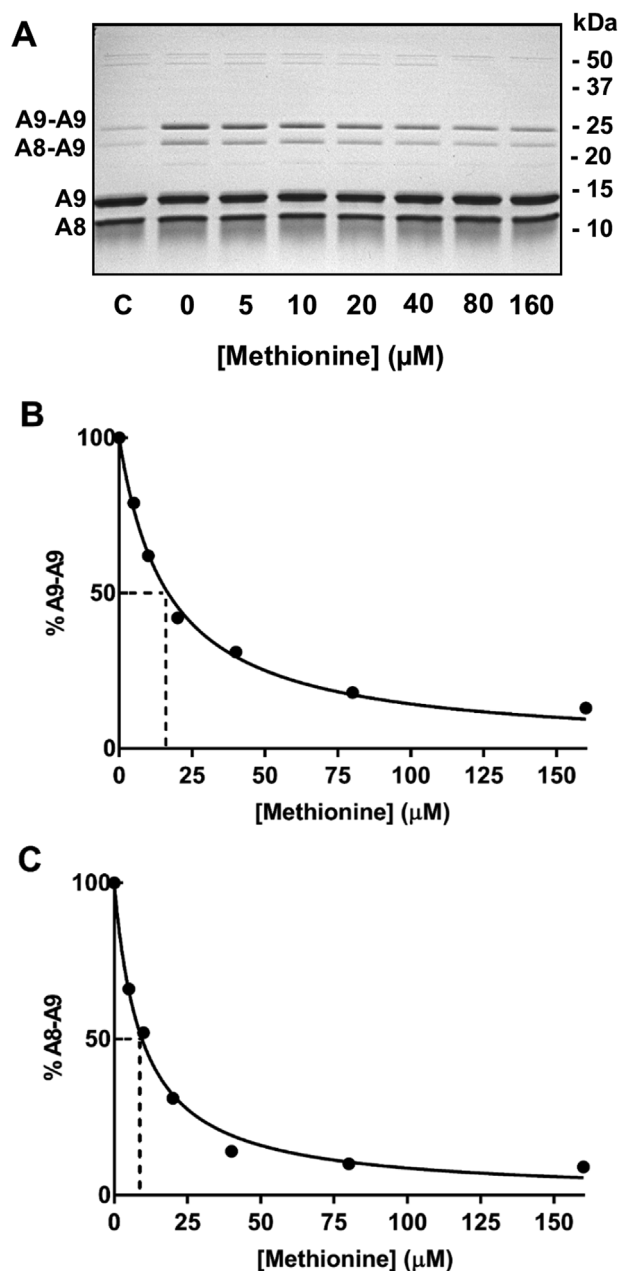 A
kDa
- 50
- 37
A9-A9
- 25
A8-A9
- 20
A9
- 15
A8
- 10
C 0 5 10 20 40 80 160
[Methionine] (µM)
B
100
50
0
% A9-A9
0 25 50 75 100 125 150
[Methionine] (μM)
C
100
50
0
% A8-A9
0 25 50 75 100 125 150
[Methionine] (μM)